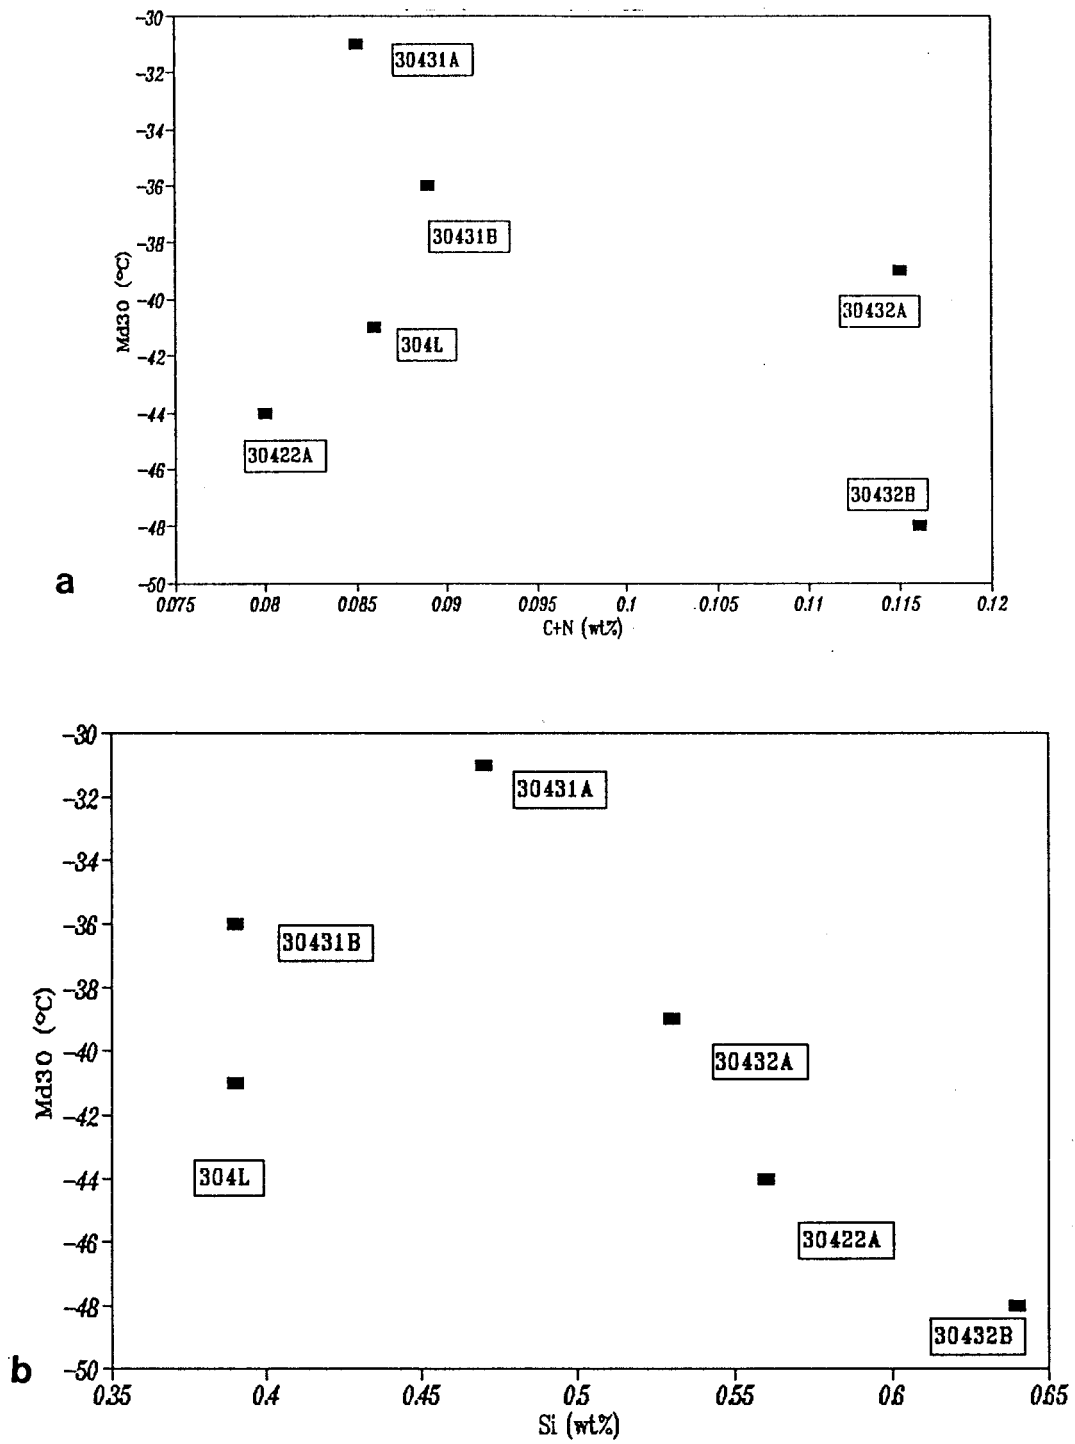 -30
30431A
-32
-34
-36
30431B
-38
Md30 (°C)
30432A
-40
304L
-42
-44
30422A
-46
30432B
-48
a
-50
0.075 0.08 0.085 0.09 0.095 0.1 0.105 0.11 0.115 0.12
C+N (wt%)
-30
30431A
-32
-34
-36
30431B
-38
Md30 (°C)
-40
30432A
-42
304L
-44
30422A
-46
-48
30432B
b
-50
0.35 0.4 0.45 0.5 0.55 0.6 0.65
Si (wt%)